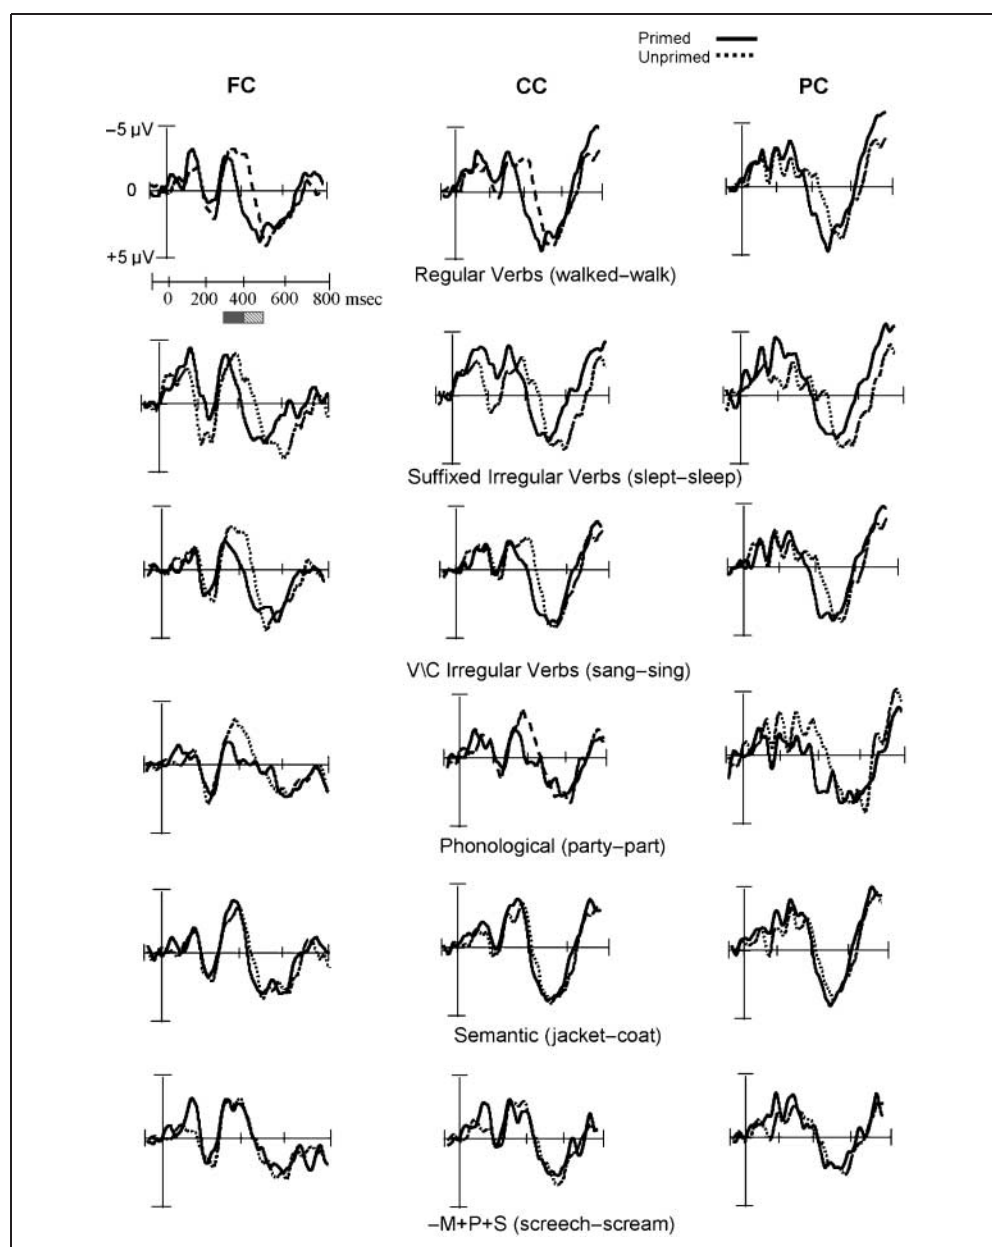 Primed
Unprimed
FC CC PC
–5 µV
0
+5 µV
Regular Verbs (walked–walk)
0 200 400 600 800 msec
Suffixed Irregular Verbs (slept–sleep)
V\C Irregular Verbs (sang–sing)
Phonological (party–part)
Semantic (jacket–coat)
–M+P+S (screech–scream)